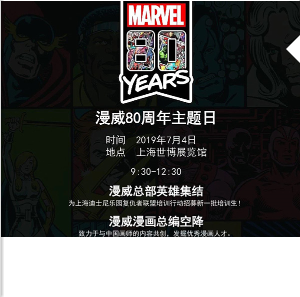 MARVEL
80
YEARS
漫威80周年主题日
时间 2019年7月4日
地点 上海世博展览馆
9:30-12:30
漫威总部英雄集结
为上海迪士尼乐园复仇者联盟培训行动招募新一批培训生!
漫威漫画总编空降
致力于与中国画师的内容共创，发掘优秀漫画人才。